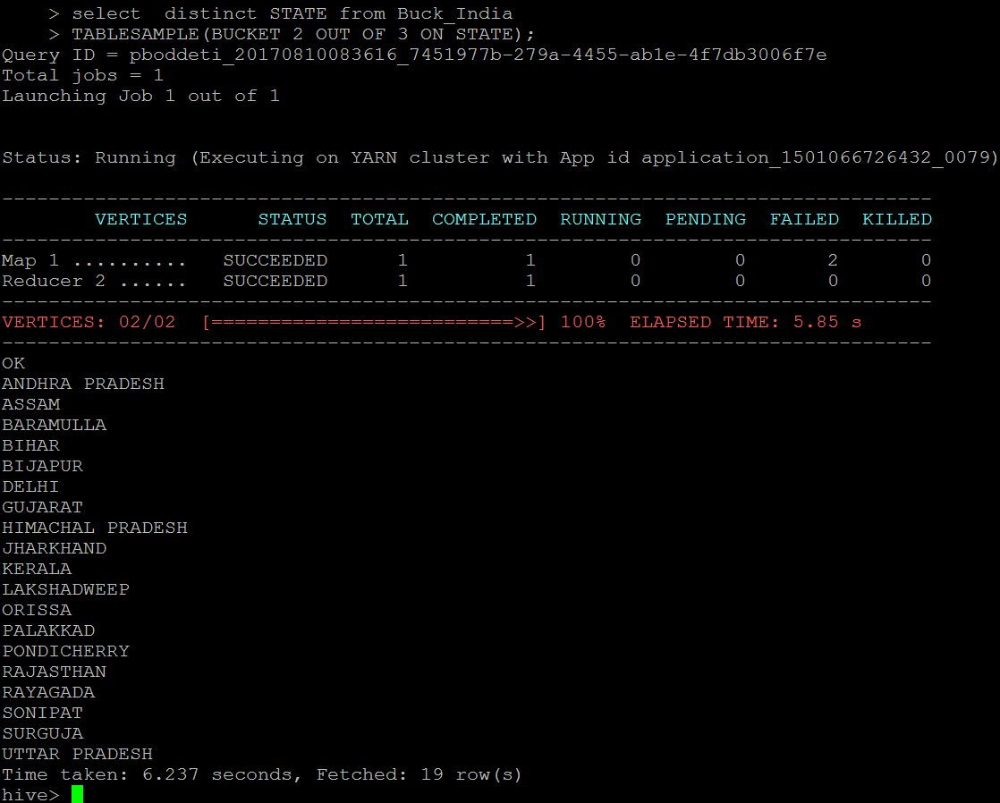 > select  distinct STATE from Buck_India
    > TABLESAMPLE(BUCKET 2 OUT OF 3 ON STATE);
Query ID = pboddeti_20170810083616_7451977b-279a-4455-ab1e-4f7db3006f7e
Total jobs = 1
Launching Job 1 out of 1
Status: Running (Executing on YARN cluster with App id application_1501066726432_0079)
--------------------------------------------------------------------------------
        VERTICES      STATUS  TOTAL  COMPLETED  RUNNING  PENDING  FAILED  KILLED
--------------------------------------------------------------------------------
Map 1 ..........   SUCCEEDED      1          1        0        0       2       0
Reducer 2 ......   SUCCEEDED      1          1        0        0       0       0
--------------------------------------------------------------------------------
VERTICES: 02/02  [==========================>>] 100%  ELAPSED TIME: 5.85 s
--------------------------------------------------------------------------------
OK
ANDHRA PRADESH
ASSAM
BARAMULLA
BIHAR
BIJAPUR
DELHI
GUJARAT
HIMACHAL PRADESH
JHARKHAND
KERALA
LAKSHADWEEP
ORISSA
PALAKKAD
PONDICHERRY
RAJASTHAN
RAYAGADA
SONIPAT
SURGUJA
UTTAR PRADESH
Time taken: 6.237 seconds, Fetched: 19 row(s)
hive>